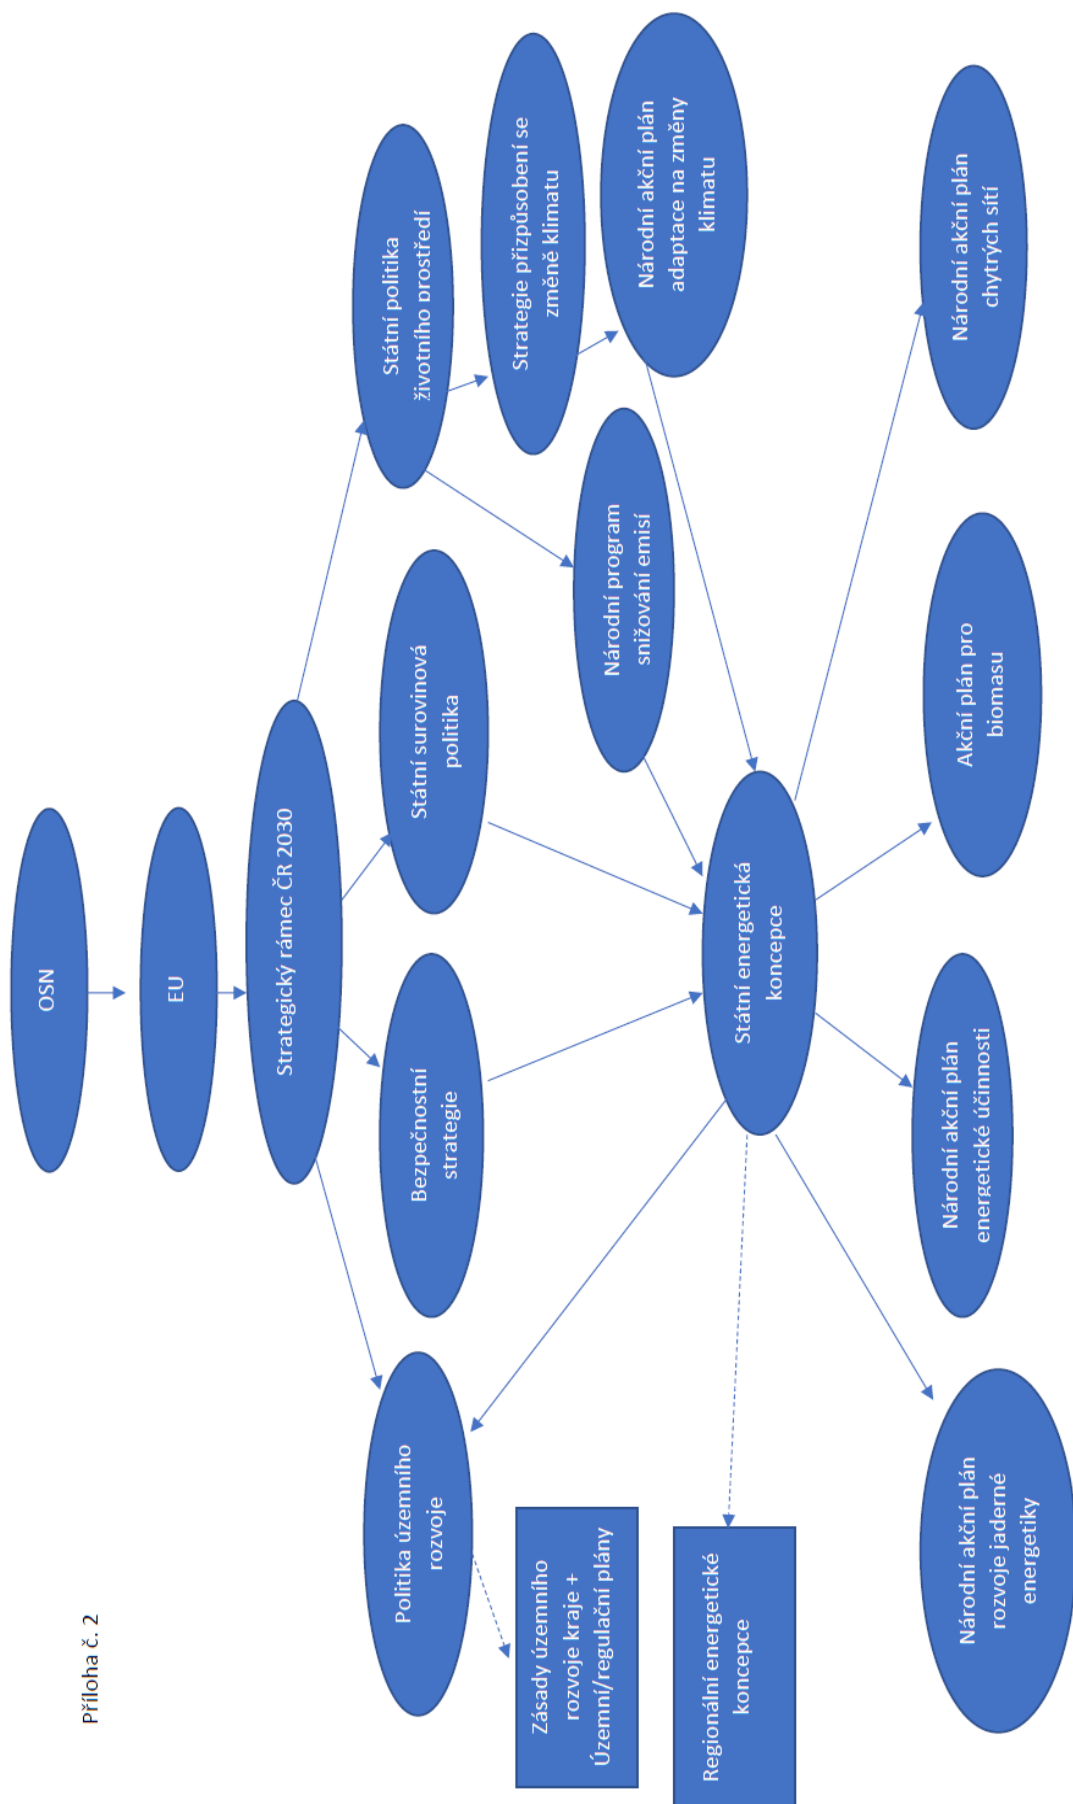 Příloha č. 2
OSN
EU
Strategický rámec ČR 2030
Politika územního
rozvoje
Bezpečnostní
strategie
Státní surovinová
politika
Státní politika
životního prostředí
Strategie přizpůsobení se
změně klimatu
Národní akční plán
adaptace na změny
klimatu
Národní program
snižování emisí
Zásady územního
rozvoje kraje +
Územní/regulační plány
Regionální energetické
koncepce
Státní energetická
koncepce
Národní akční plán
rozvoje jaderné
energetiky
Národní akční plán
energetické účinnosti
Akční plán pro
biomasu
Národní akční plán
chytrých sítí